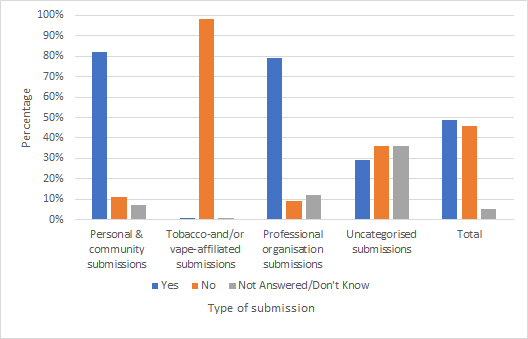 100%
90%
80%
70%
60%
50%
40%
30%
20%
10%
0%
Percentage
Personal &
community
submissions
Tobacco-and/or
vape-affiliated
submissions
Professional
organisation
submissions
Uncategorised
submissions
Total
Yes
No
Not Answered/Don't Know
Type of submission